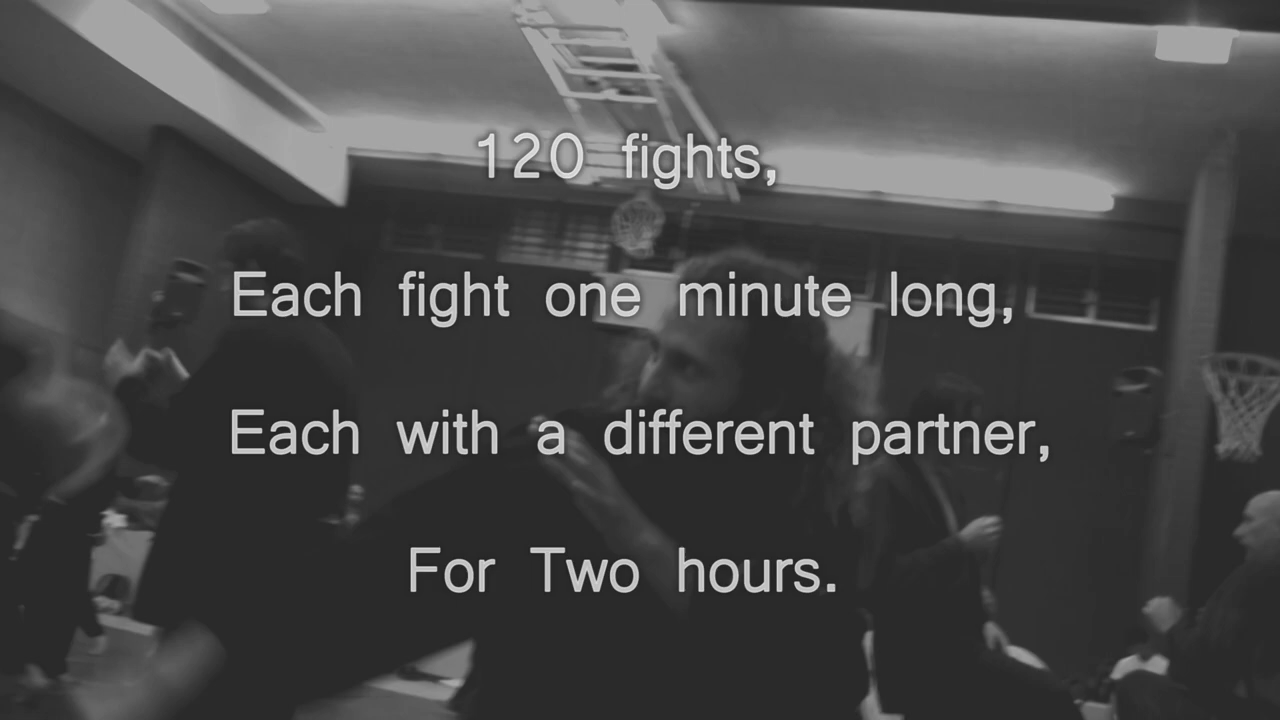 120 fights,
Each fight one minute long,
Each with a different partner,
For Two hours.